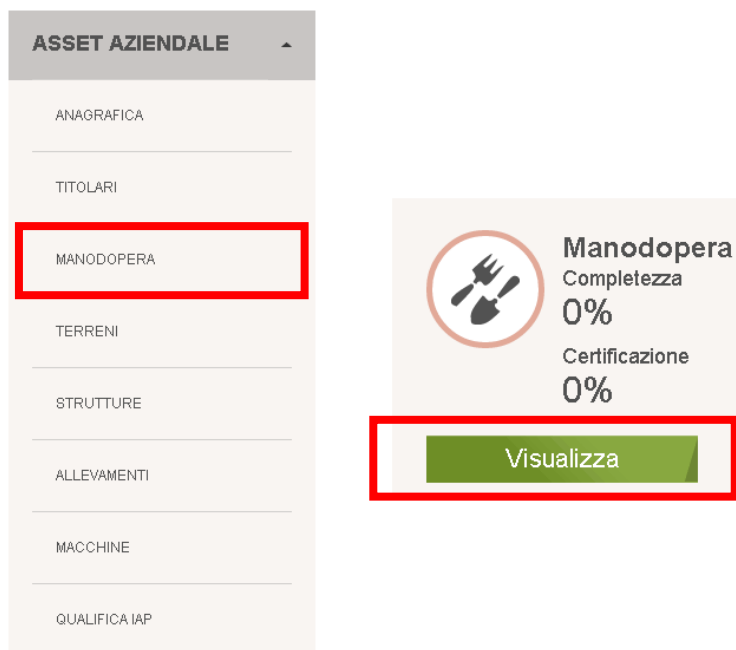 ASSET AZIENDALE
ANAGRAFICA
TITOLARI
MANODOPERA
TERRENI
STRUTTURE
ALLEVAMENTI
MACCHINE
QUALIFICA IAP
Manodopera
Completezza
0%
Certificazione
0%
Visualizza